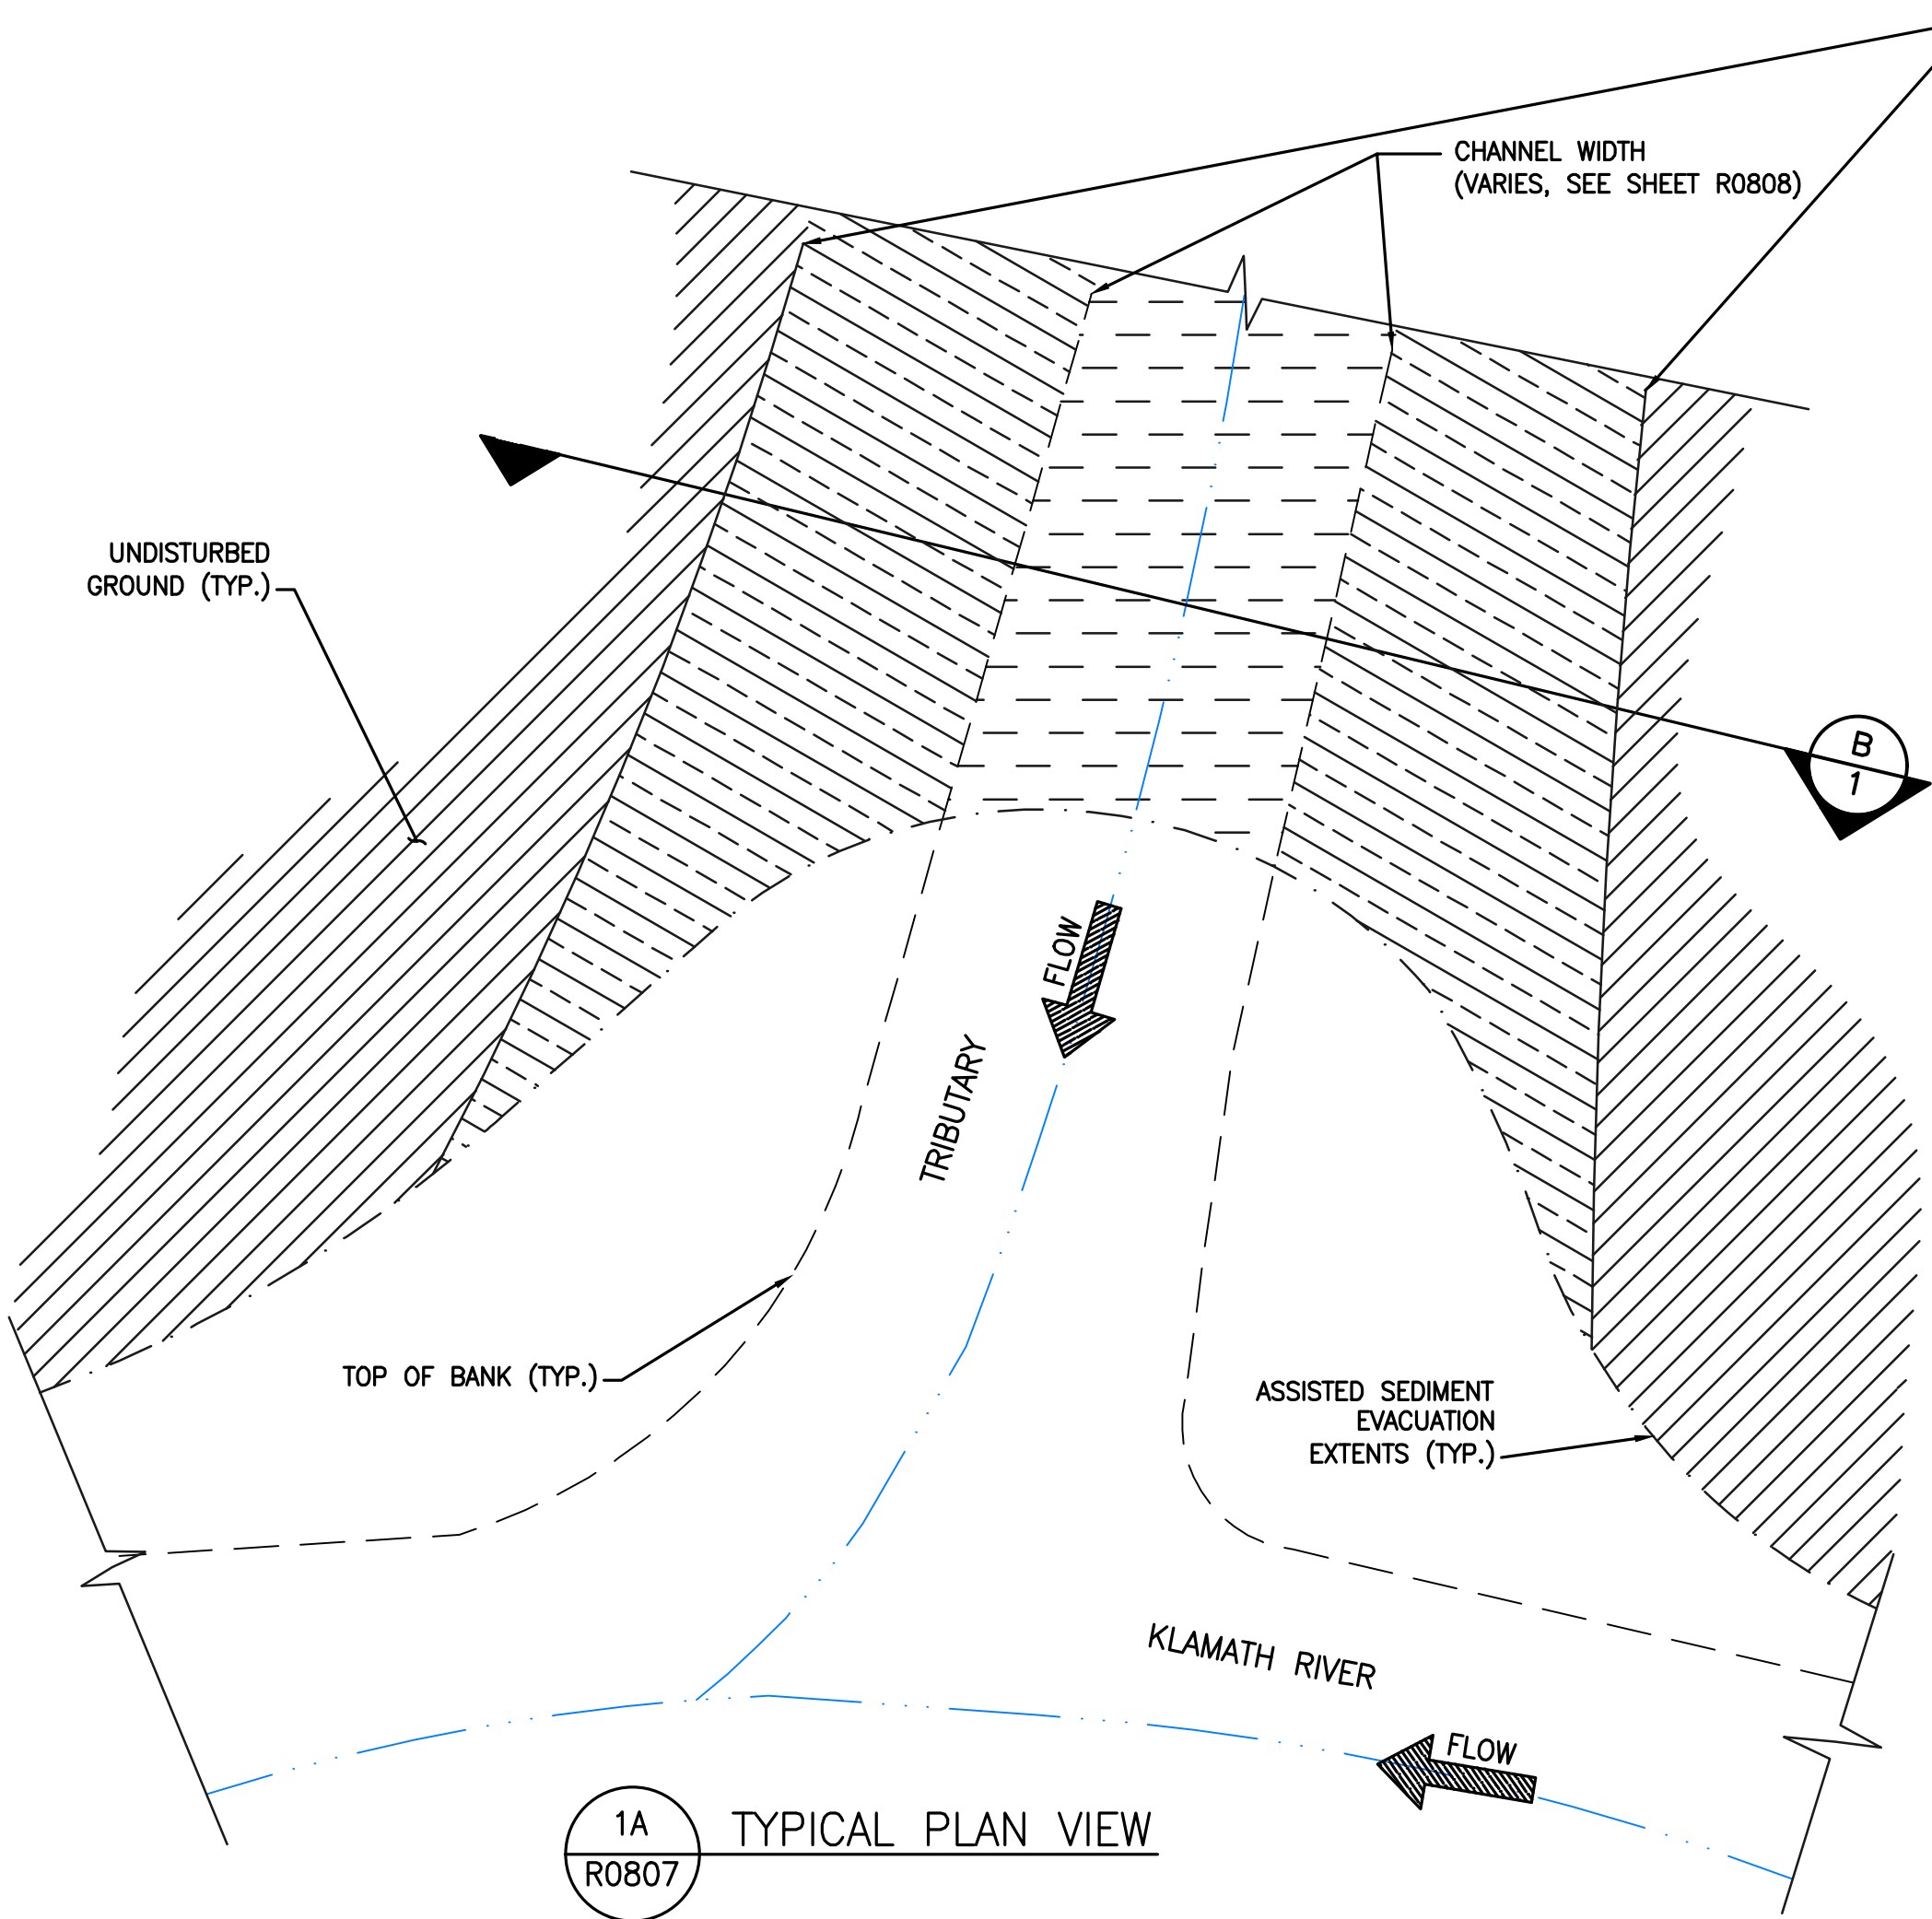 CHANNEL WIDTH
(VARIES, SEE SHEET R0808)
UNDISTURBED
GROUND (TYP.)
B
1
FLOW
TRIBUTARY
TOP OF BANK (TYP.)
ASSISTED SEDIMENT
EVACUATION
EXTENTS (TYP.)
KLAMATH RIVER
FLOW
1A
R0807
TYPICAL PLAN VIEW